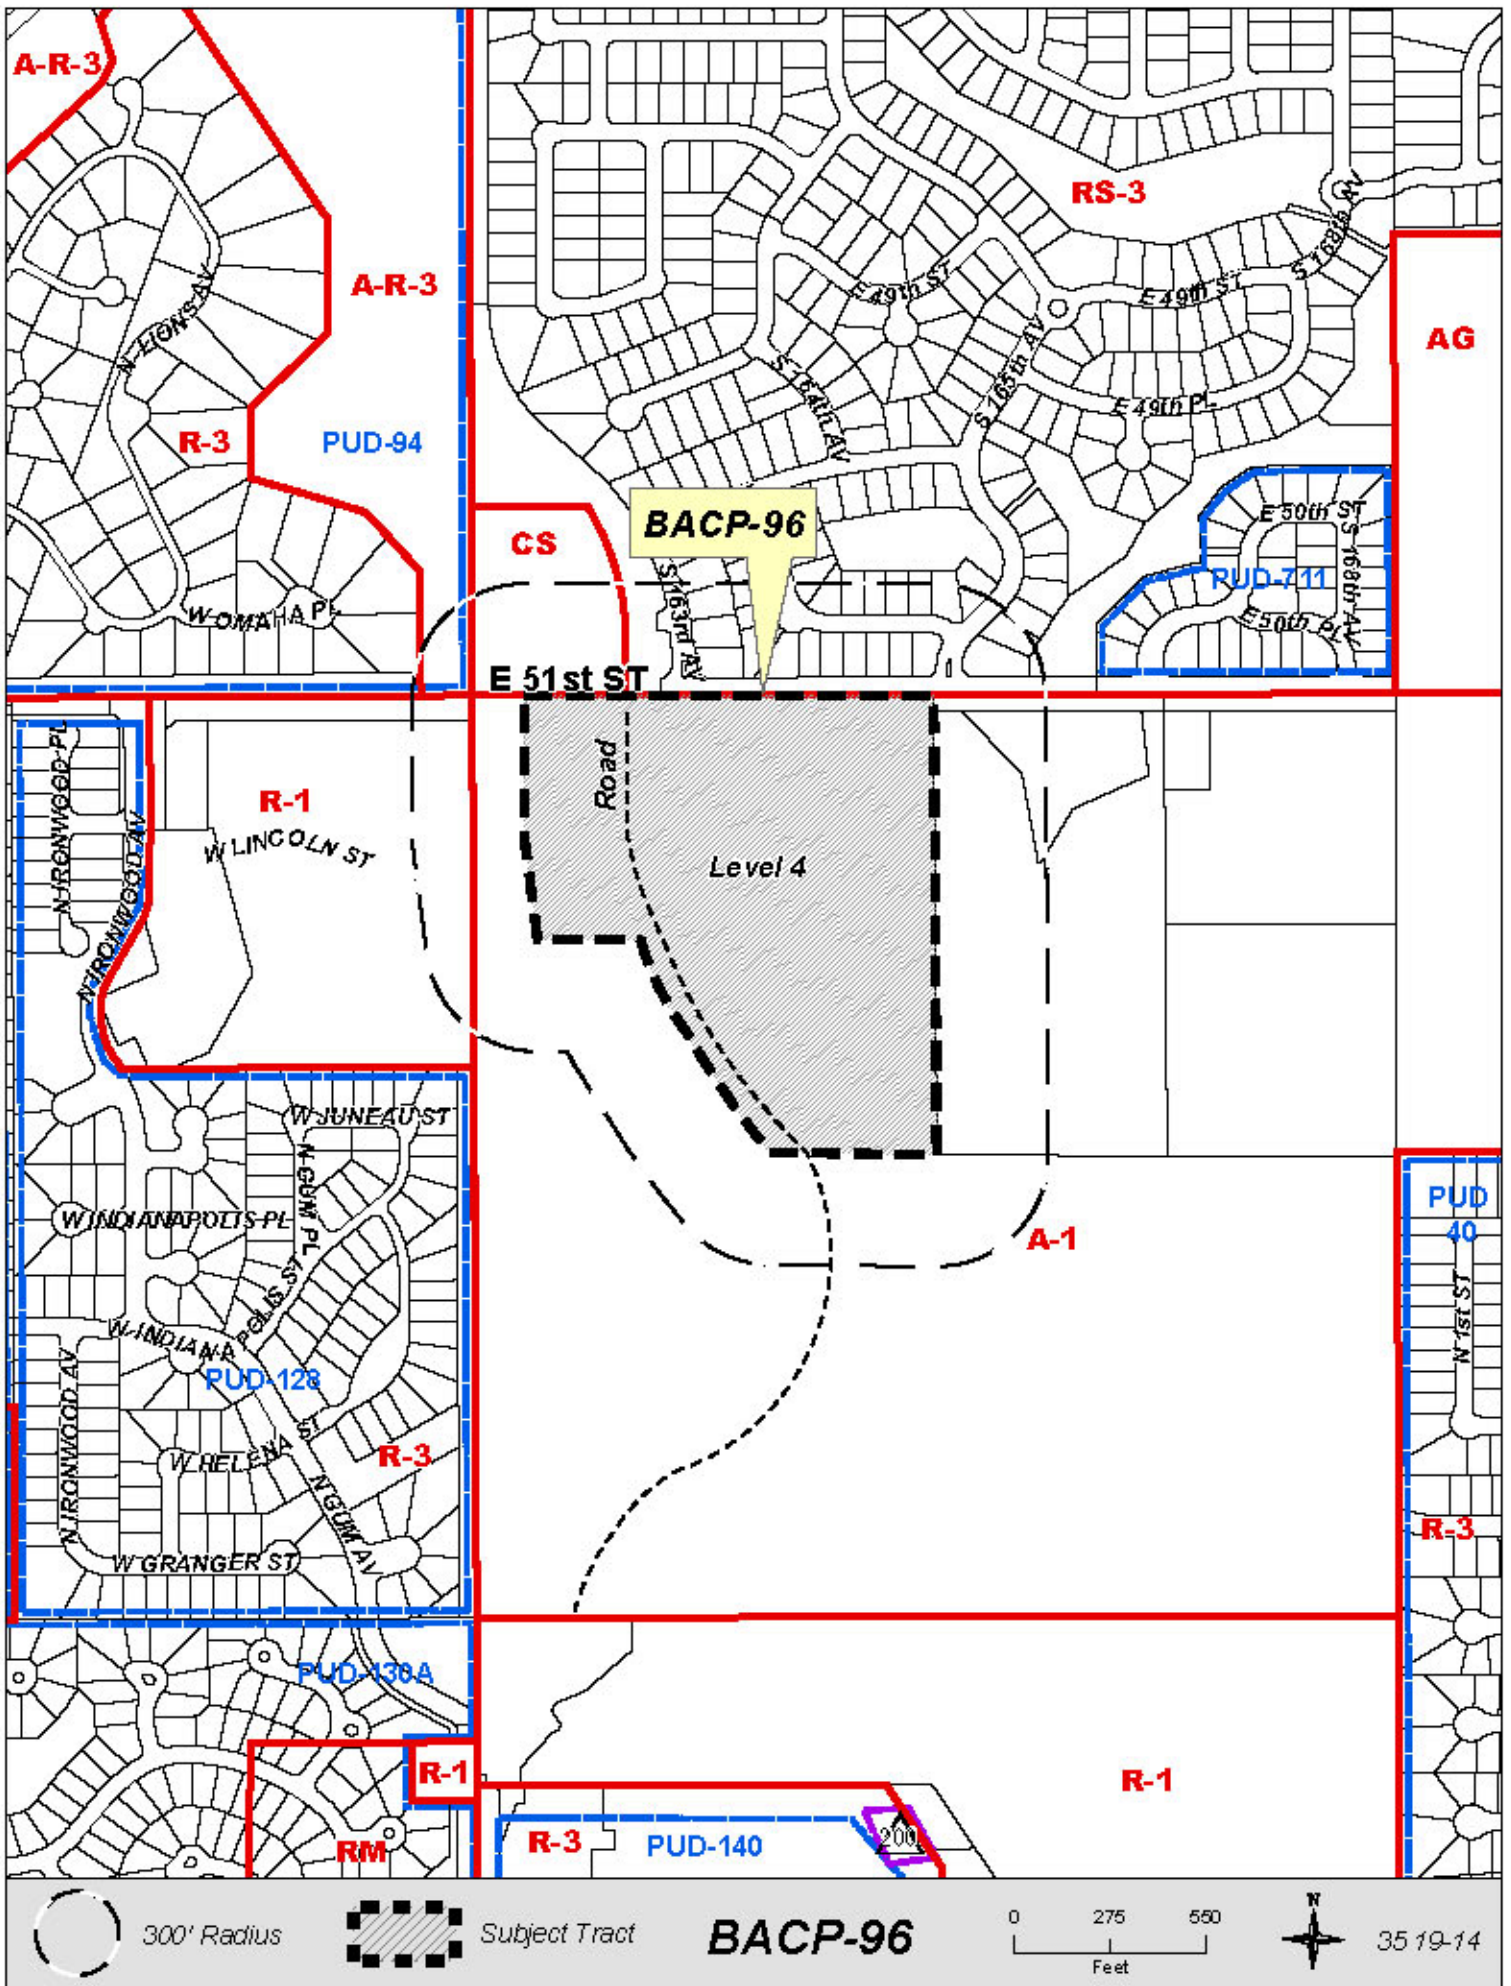 A-R-3
RS-3
A-R-3
N LIONS AV
E 49th ST
E 49th ST
S 168th AV
AG
S 164th AV
S 165th AV
E 49th PL
R-3
PUD-94
BACP-96
CS
E 50th ST
S 168th AV
PUD-711
E 50th PL
W OMAHA PL
S 163rd AV
E 51st ST
N IRONWOOD PL
Road
R-1
W LINCOLN ST
Level 4
N IRONWOOD AV
W JUNEAU ST
N GUM PL
W INDIANAPOLIS PL
PUD
40
A-1
N 1st ST
W INDIANAPOLIS ST
PUD-128
N IRONWOOD AV
W HELENA ST
R-3
N GUM AV
R-3
W GRANGER ST
PUD-130A
R-1
R-1
RM
R-3
PUD-140
200
300' Radius
Subject Tract
BACP-96
0 275 550
Feet
N
35 19-14